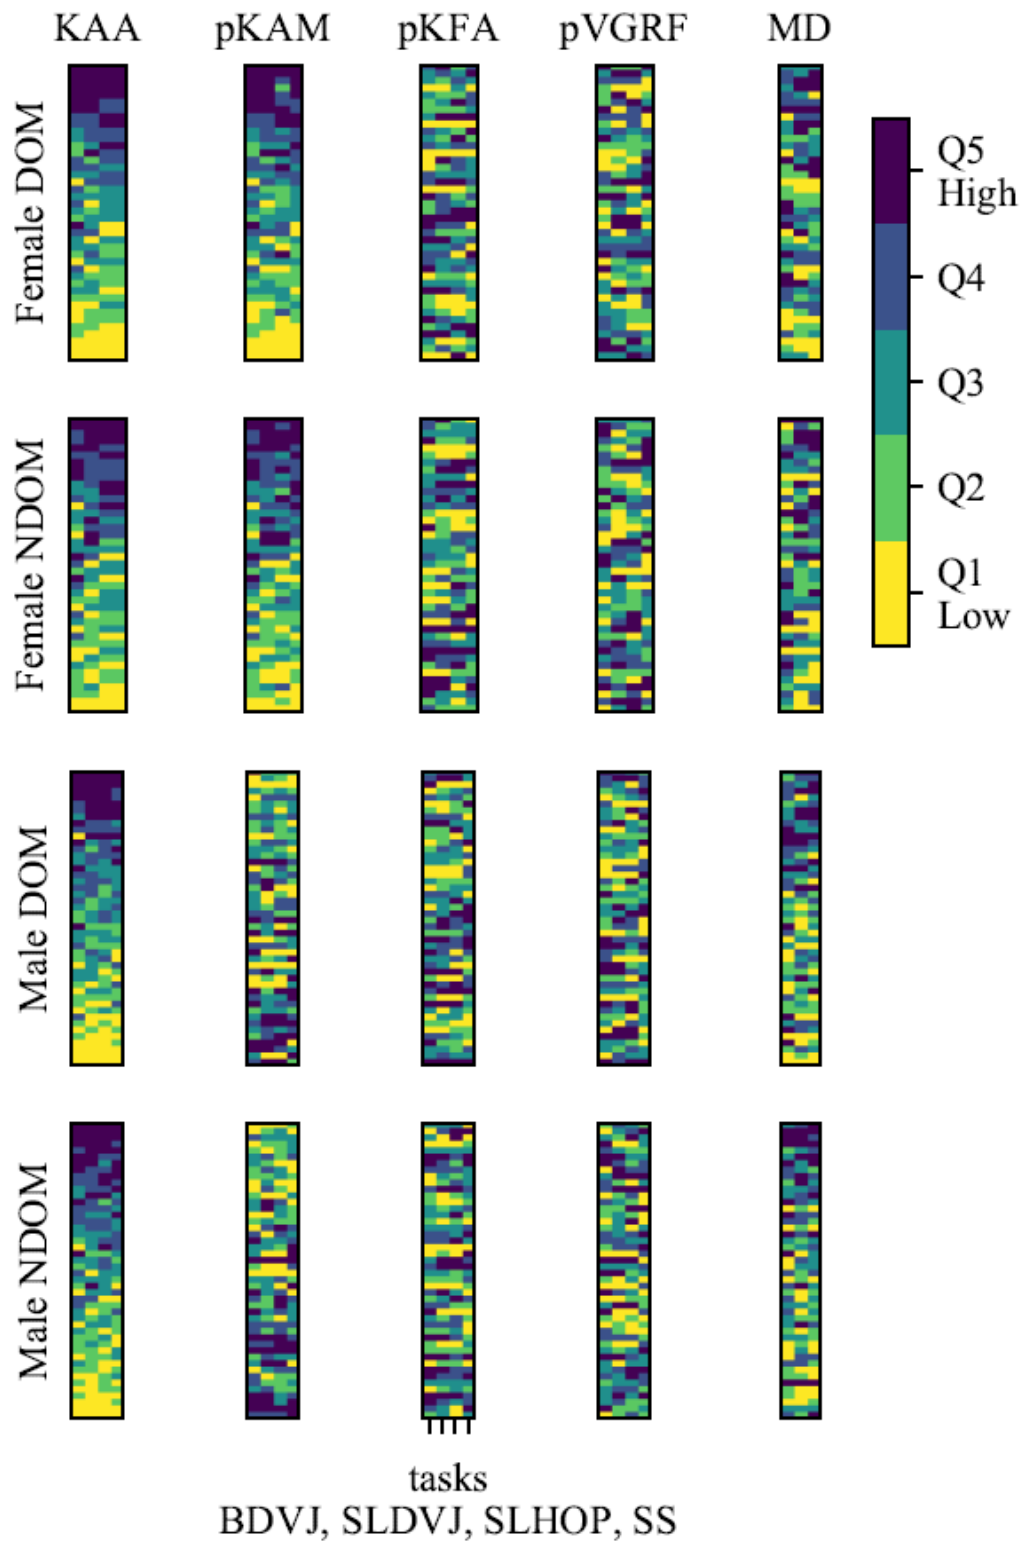 KAA pKAM pKFA pVGRF MD
Female DOM
Q5
High
Q4
Q3
Q2
Q1
Low
Female NDOM
Male DOM
Male NDOM
tasks
BDVJ, SLDVJ, SLHOP, SS